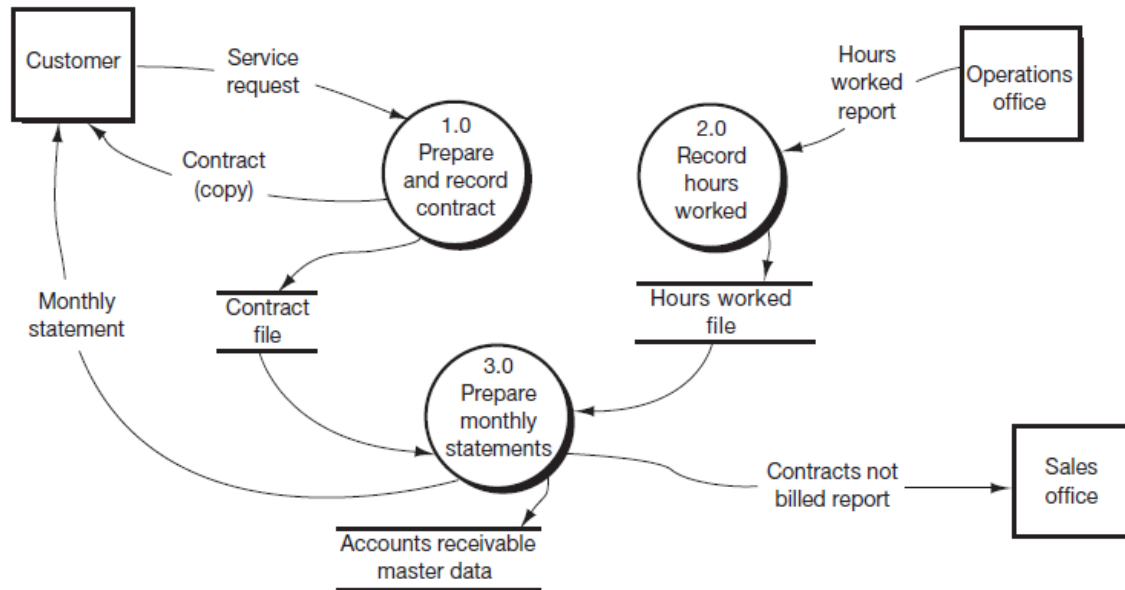 Customer
Service
request
Hours
worked
report
Operations
office
1.0
Prepare
and record
contract
2.0
Record
hours
worked
Contract
(copy)
Monthly
statement
Contract
file
Hours worked
file
3.0
Prepare
monthly
statements
Contracts not
billed report
Sales
office
Accounts receivable
master data